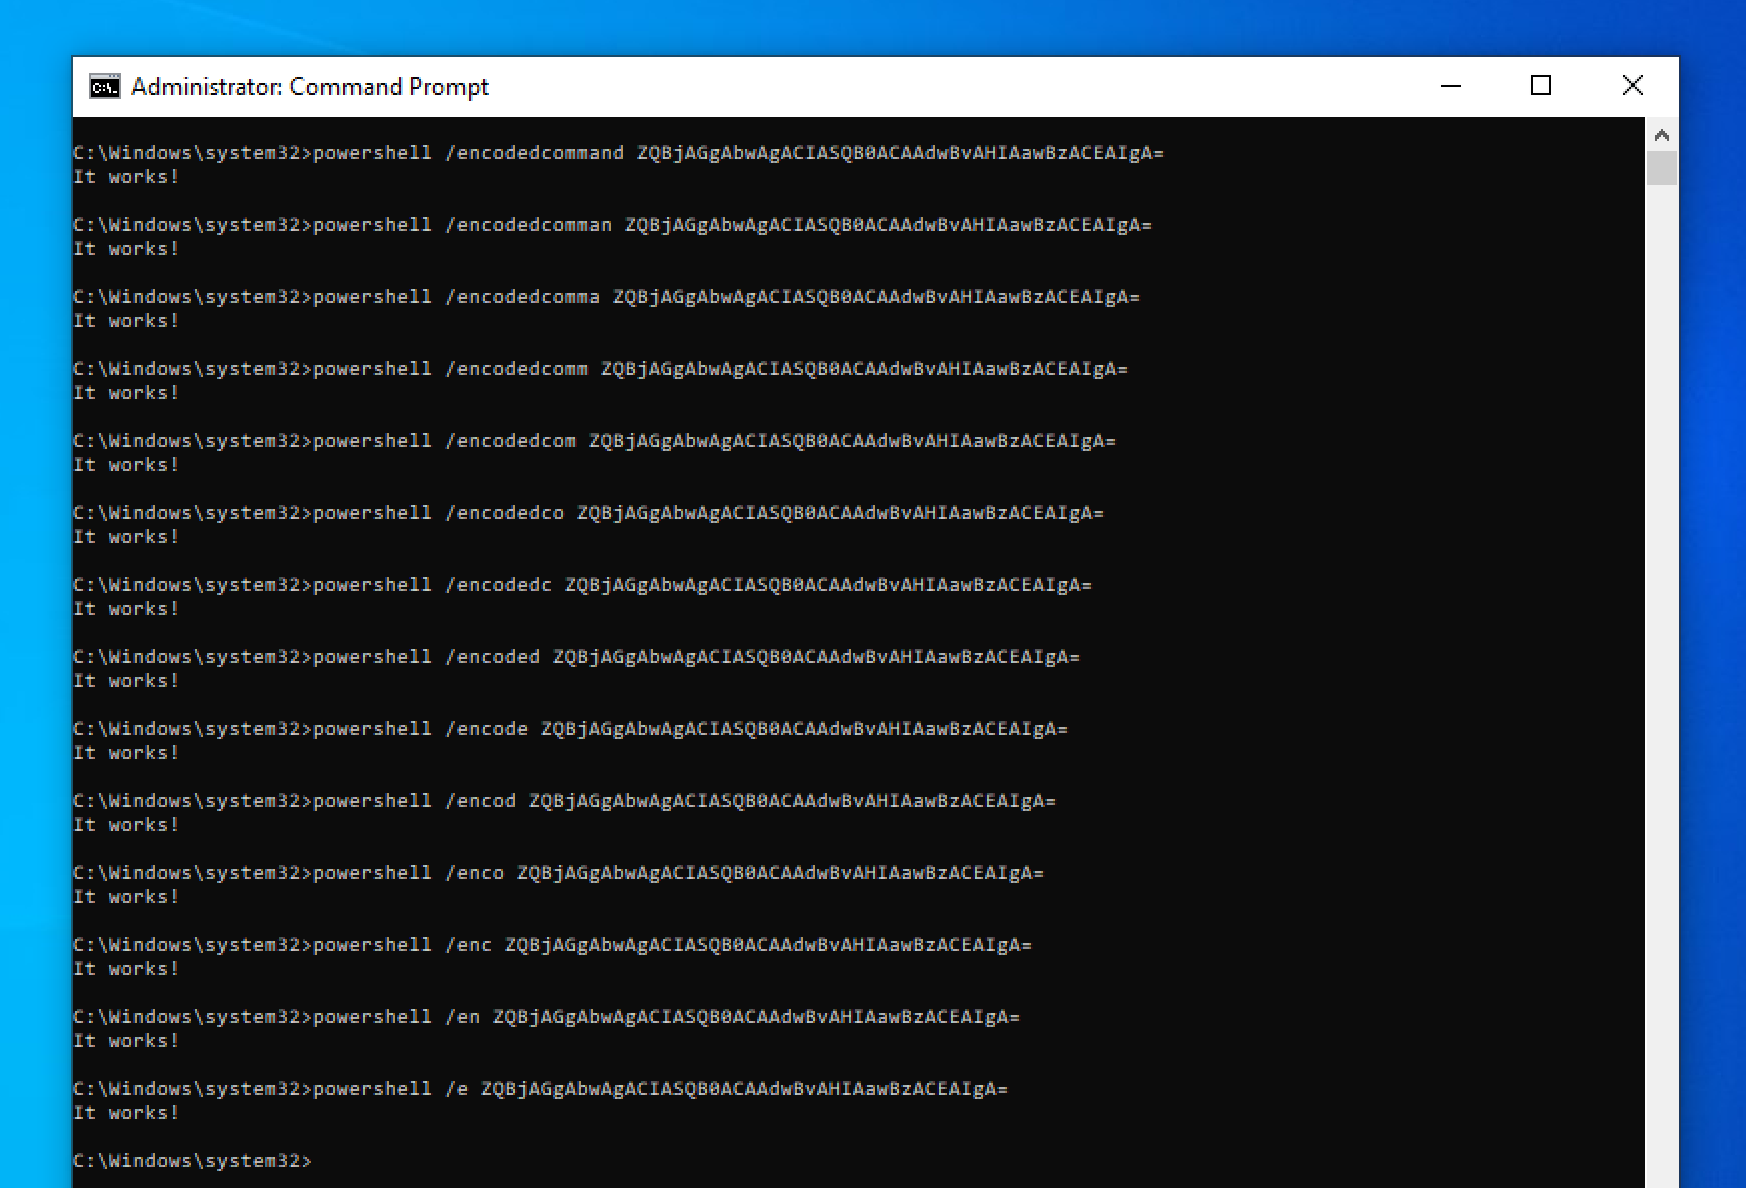 Administrator: Command Prompt
C:\Windows\system32>powershell /encodedcommand ZQBjAGgAbwAgACIASQB0ACAAdwBvAHIAawBzACEAIgA=
It works!
C:\Windows\system32>powershell /encodedcomman ZQBjAGgAbwAgACIASQB0ACAAdwBvAHIAawBzACEAIgA=
It works!
C:\Windows\system32>powershell /encodedcomma ZQBjAGgAbwAgACIASQB0ACAAdwBvAHIAawBzACEAIgA=
It works!
C:\Windows\system32>powershell /encodedcomm ZQBjAGgAbwAgACIASQB0ACAAdwBvAHIAawBzACEAIgA=
It works!
C:\Windows\system32>powershell /encodedcom ZQBjAGgAbwAgACIASQB0ACAAdwBvAHIAawBzACEAIgA=
It works!
C:\Windows\system32>powershell /encodedco ZQBjAGgAbwAgACIASQB0ACAAdwBvAHIAawBzACEAIgA=
It works!
C:\Windows\system32>powershell /encodedc ZQBjAGgAbwAgACIASQB0ACAAdwBvAHIAawBzACEAIgA=
It works!
C:\Windows\system32>powershell /encoded ZQBjAGgAbwAgACIASQB0ACAAdwBvAHIAawBzACEAIgA=
It works!
C:\Windows\system32>powershell /encode ZQBjAGgAbwAgACIASQB0ACAAdwBvAHIAawBzACEAIgA=
It works!
C:\Windows\system32>powershell /encod ZQBjAGgAbwAgACIASQB0ACAAdwBvAHIAawBzACEAIgA=
It works!
C:\Windows\system32>powershell /enco ZQBjAGgAbwAgACIASQB0ACAAdwBvAHIAawBzACEAIgA=
It works!
C:\Windows\system32>powershell /enc ZQBjAGgAbwAgACIASQB0ACAAdwBvAHIAawBzACEAIgA=
It works!
C:\Windows\system32>powershell /en ZQBjAGgAbwAgACIASQB0ACAAdwBvAHIAawBzACEAIgA=
It works!
C:\Windows\system32>powershell /e ZQBjAGgAbwAgACIASQB0ACAAdwBvAHIAawBzACEAIgA=
It works!
C:\Windows\system32>